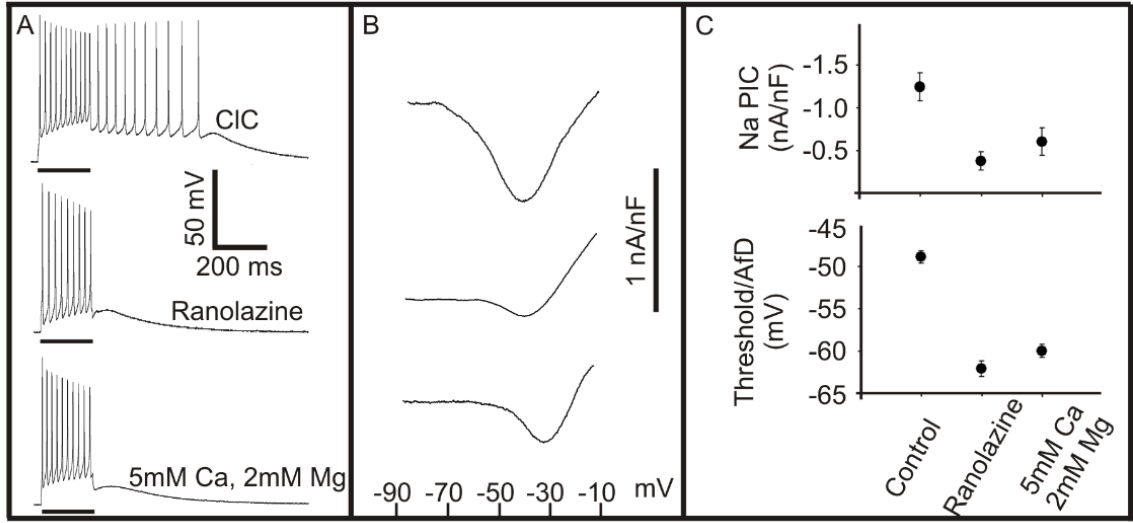 A
ClC
50 mV
200 ms
Ranolazine
5mM Ca, 2mM Mg
B
1 nA/nF
-90 -70 -50 -30 -10 mV
C
Na PIC
(nA/nF)
-1.5
-1.0
-0.5
Threshold/AfD
(mV)
-45
-50
-55
-60
-65
Control
Ranolazine
5mM Ca
2mM Mg